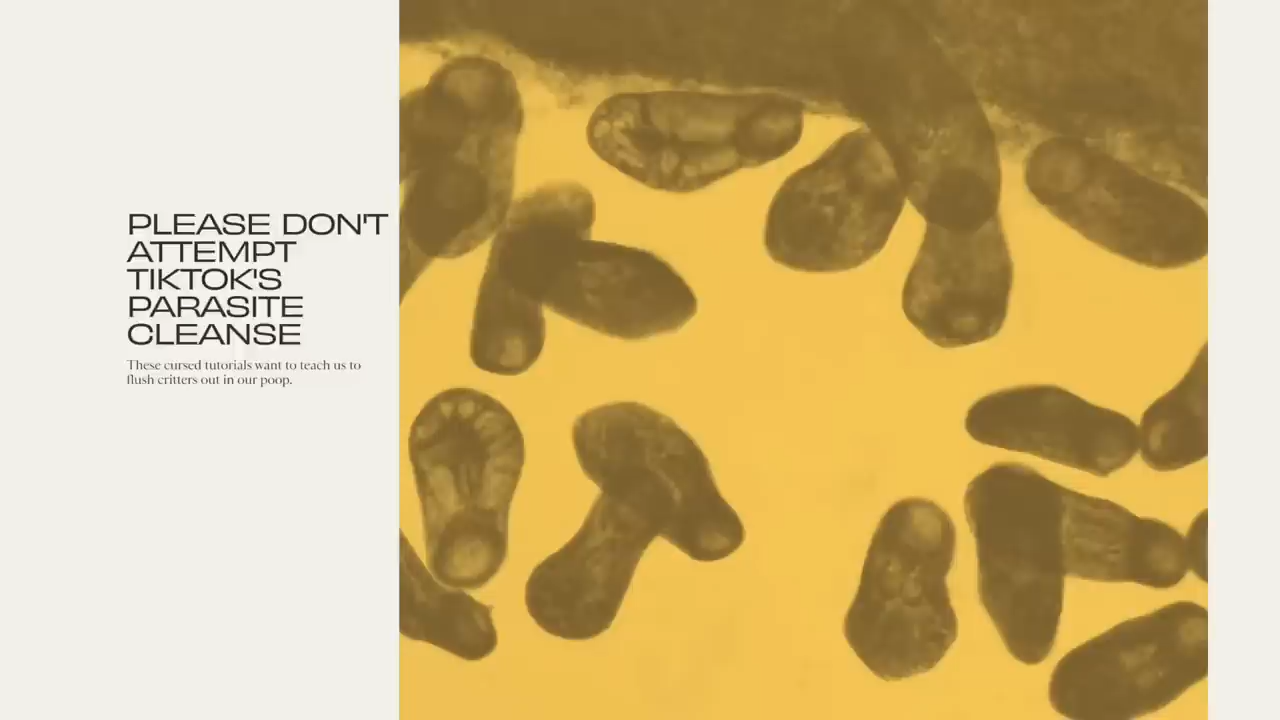 PLEASE DON'T
ATTEMPT
TIKTOK'S
PARASITE
CLEANSE
These cursed tutorials want to teach us to
flush critters out in our poop.